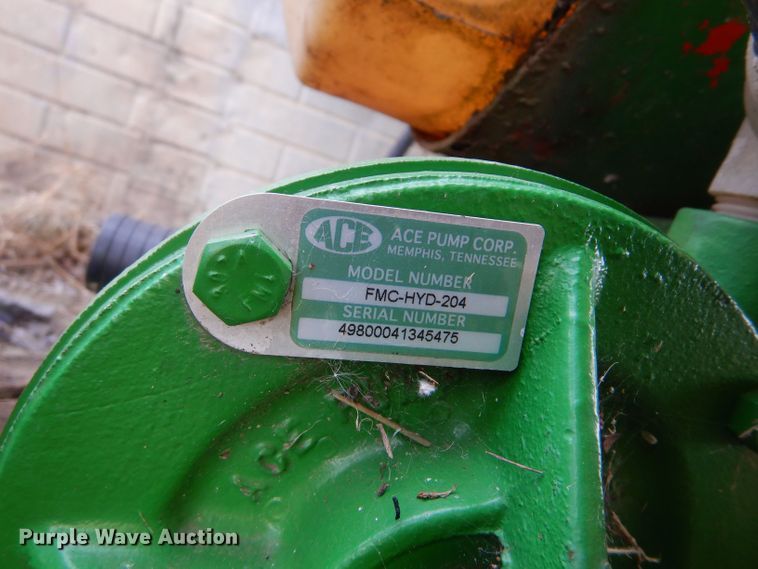 ACE
ACE PUMP CORP.
MEMPHIS, TENNESSEE
MODEL NUMBER
FMC-HYD-204
SERIAL NUMBER
49800041345475
Purple Wave Auction